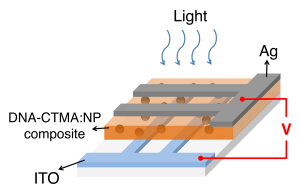 Light
Ag
DNA-CTMA:NP
composite
V
ITO